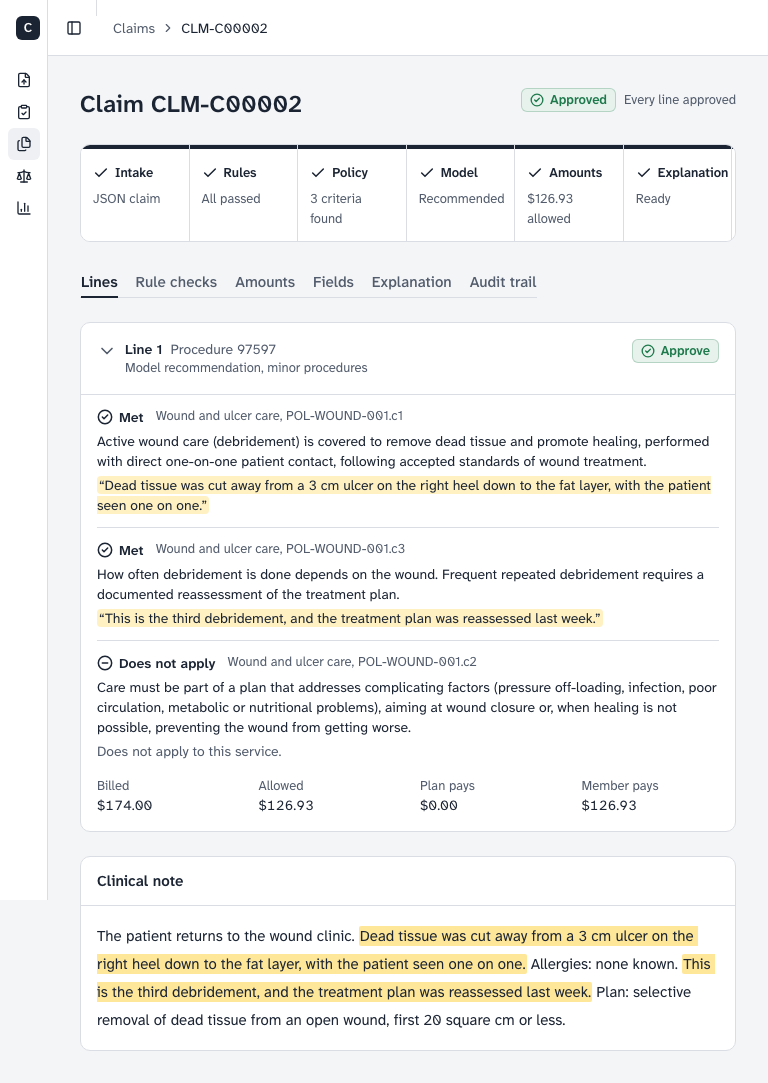 C
Claims > CLM-C00002
Claim CLM-C00002
Approved Every line approved
Intake
JSON claim
Rules
All passed
Policy
3 criteria
found
Model
Recommended
Amounts
$126.93
allowed
Explanation
Ready
Lines Rule checks Amounts Fields Explanation Audit trail
Line 1 Procedure 97597
Model recommendation, minor procedures
Approve
Met Wound and ulcer care, POL-WOUND-001.c1
Active wound care (debridement) is covered to remove dead tissue and promote healing, performed
with direct one-on-one patient contact, following accepted standards of wound treatment.
“Dead tissue was cut away from a 3 cm ulcer on the right heel down to the fat layer, with the patient
seen one on one.”
Met Wound and ulcer care, POL-WOUND-001.c3
How often debridement is done depends on the wound. Frequent repeated debridement requires a
documented reassessment of the treatment plan.
“This is the third debridement, and the treatment plan was reassessed last week.”
Does not apply Wound and ulcer care, POL-WOUND-001.c2
Care must be part of a plan that addresses complicating factors (pressure off-loading, infection, poor
circulation, metabolic or nutritional problems), aiming at wound closure or, when healing is not
possible, preventing the wound from getting worse.
Does not apply to this service.
Billed Allowed Plan pays Member pays
$174.00 $126.93 $0.00 $126.93
Clinical note
The patient returns to the wound clinic. Dead tissue was cut away from a 3 cm ulcer on the
right heel down to the fat layer, with the patient seen one on one. Allergies: none known. This
is the third debridement, and the treatment plan was reassessed last week. Plan: selective
removal of dead tissue from an open wound, first 20 square cm or less.